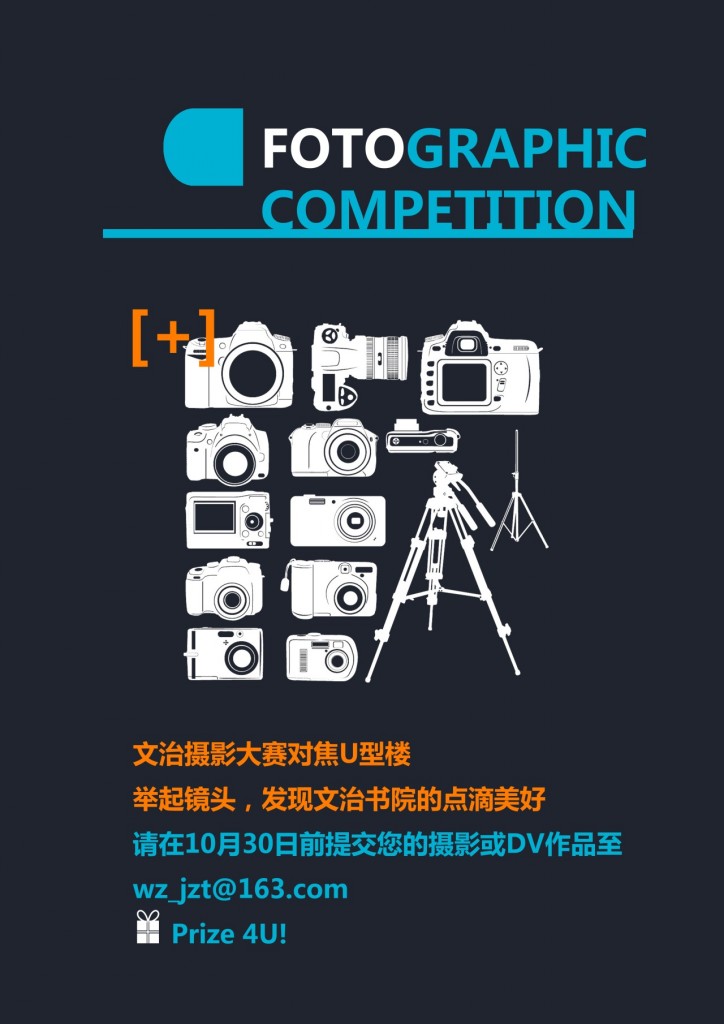 FOTOGRAPHIC
COMPETITION
[+]
文治摄影大赛对焦U型楼
举起镜头，发现文治书院的点滴美好
请在10月30日前提交您的摄影或DV作品至
wz_jzt@163.com
Prize 4U!